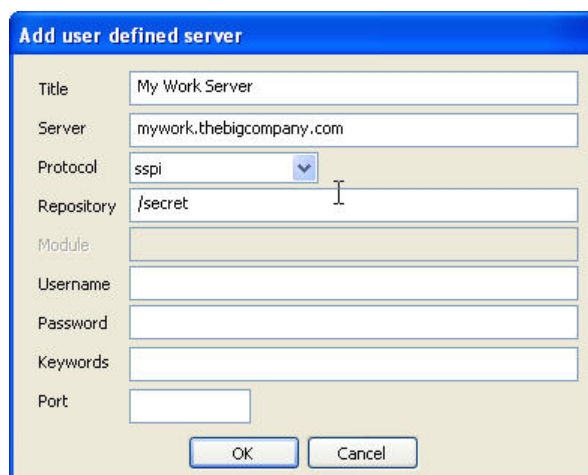 Add user defined server
Title My Work Server
Server mywork.thebigcompany.com
Protocol sspi
Repository /secret
Module
Username
Password
Keywords
Port
OK Cancel